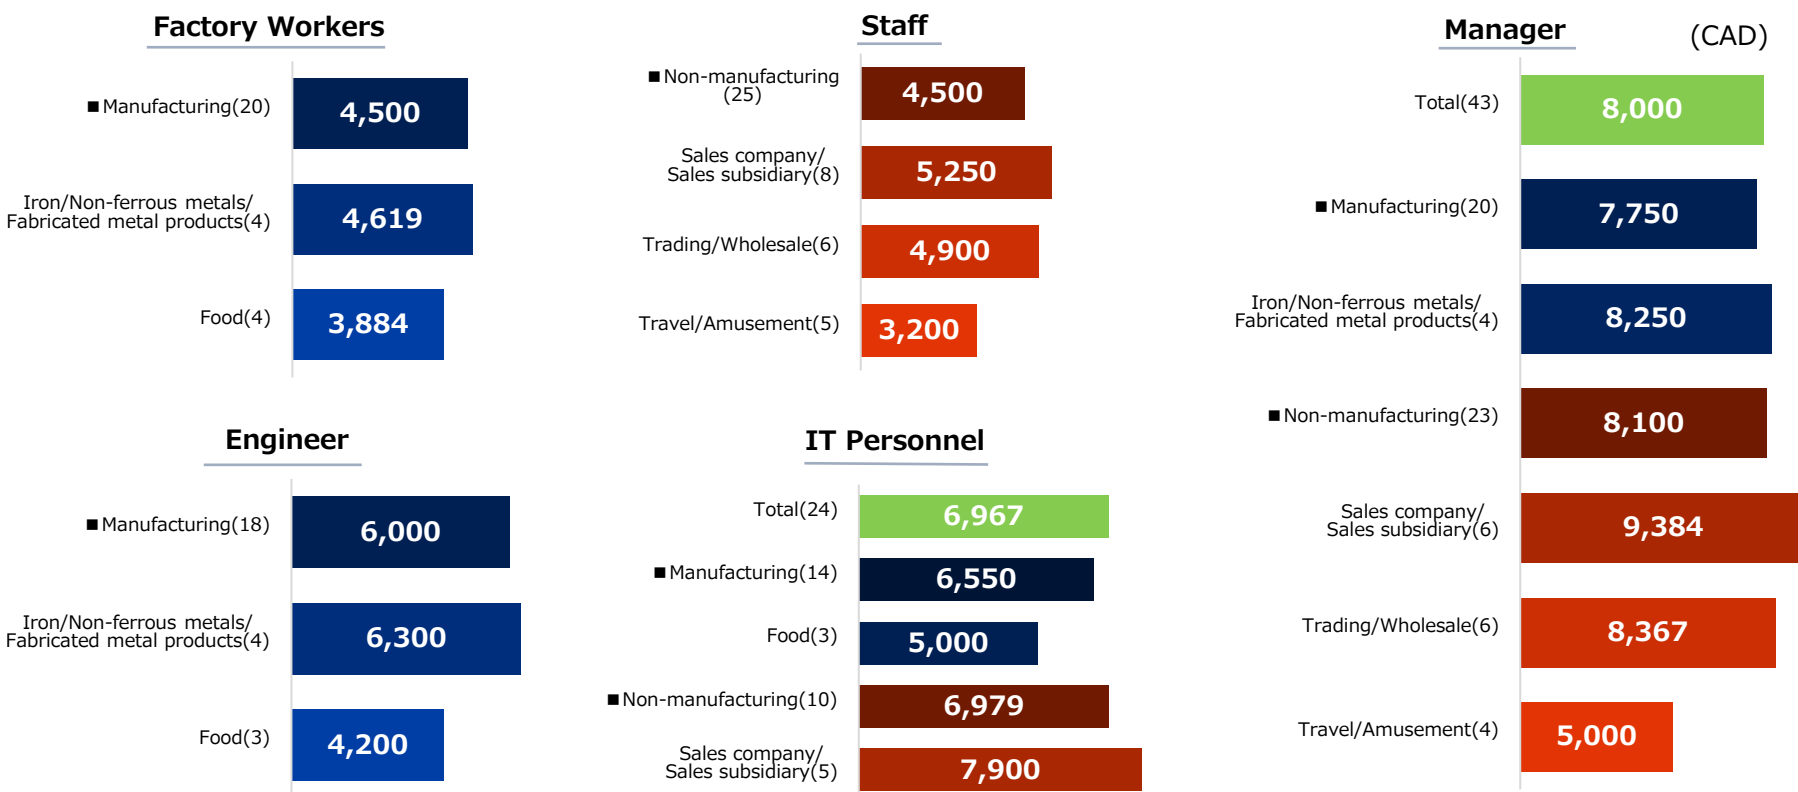 Factory Workers
■Manufacturing(20)
4,500
Iron/Non-ferrous metals/
Fabricated metal products(4)
4,619
Food(4)
3,884
Staff
■Non-manufacturing
(25)
4,500
Sales company/
Sales subsidiary(8)
5,250
Trading/Wholesale(6)
4,900
Travel/Amusement(5)
3,200
Manager
(CAD)
Total(43)
8,000
■Manufacturing(20)
7,750
Iron/Non-ferrous metals/
Fabricated metal products(4)
8,250
■Non-manufacturing(23)
8,100
Sales company/
Sales subsidiary(6)
9,384
Trading/Wholesale(6)
8,367
Travel/Amusement(4)
5,000
Engineer
■Manufacturing(18)
6,000
Iron/Non-ferrous metals/
Fabricated metal products(4)
6,300
Food(3)
4,200
IT Personnel
Total(24)
6,967
■Manufacturing(14)
6,550
Food(3)
5,000
■Non-manufacturing(10)
6,979
Sales company/
Sales subsidiary(5)
7,900